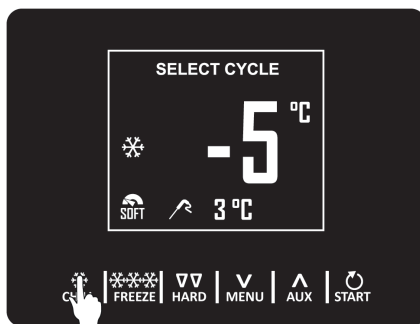 SELECT CYCLE
-5 °C
SOFT 3 °C
FREEZE HARD MENU AUX START